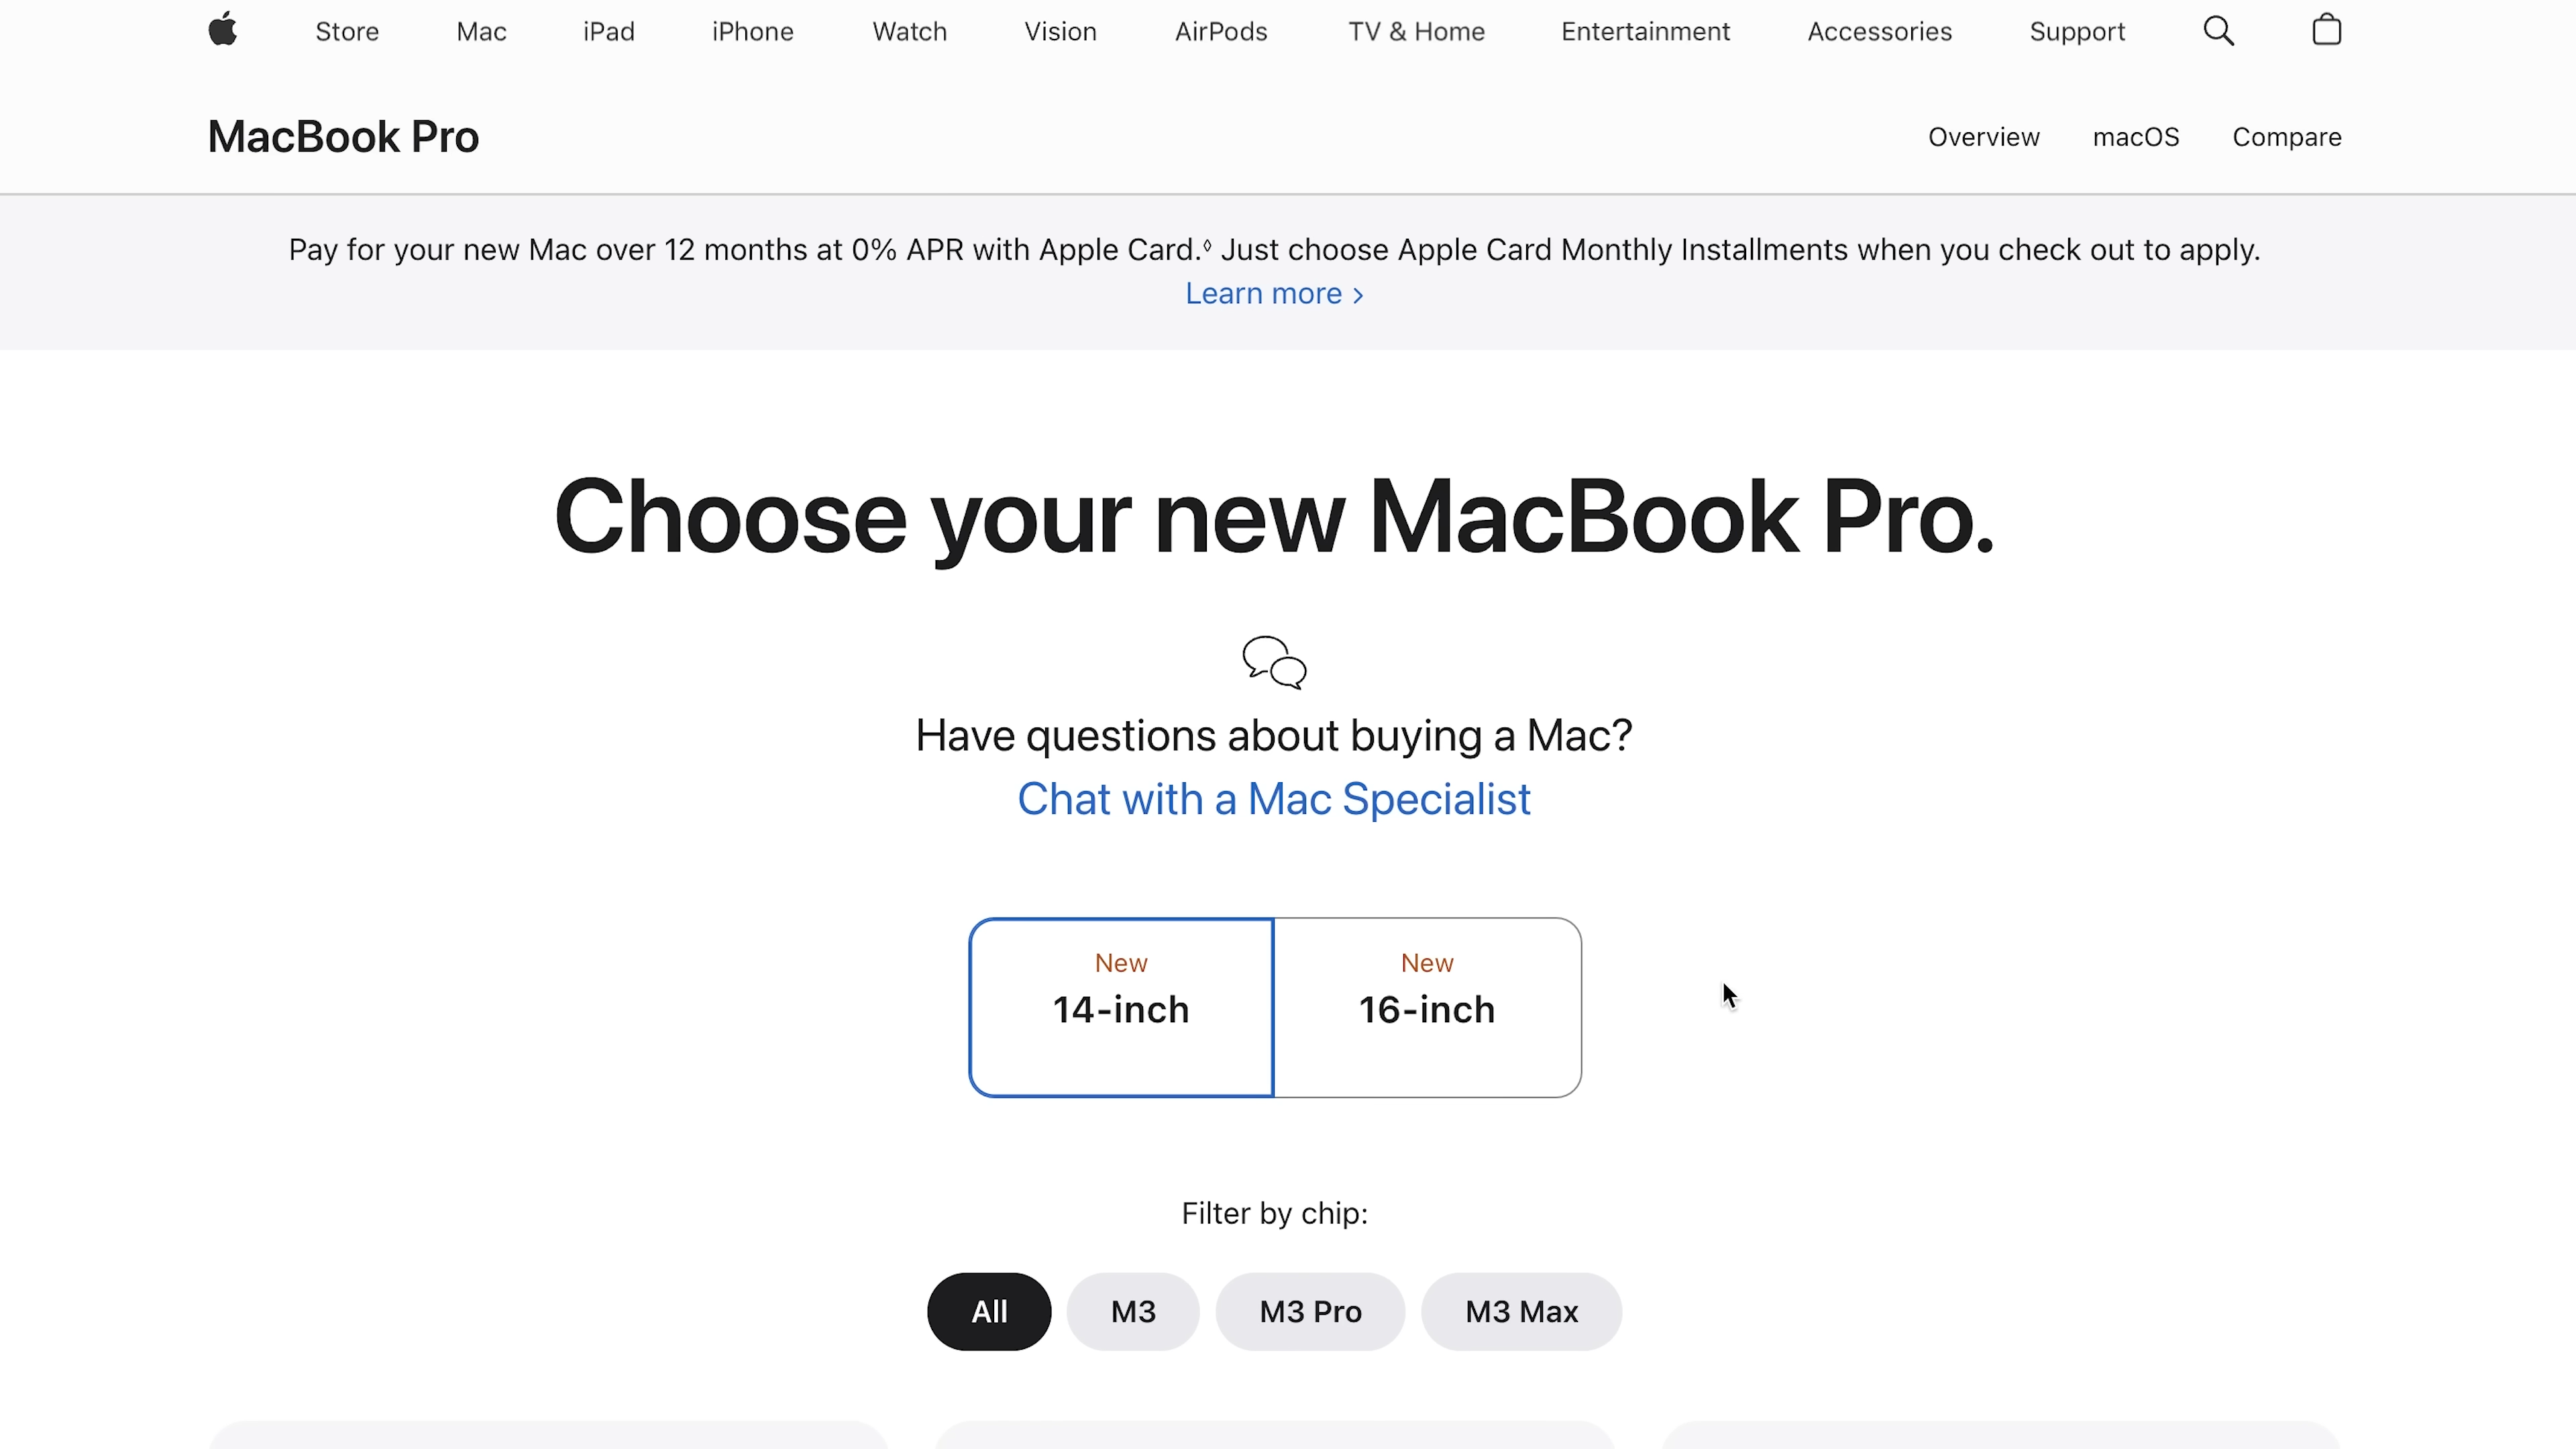 Store Mac iPad iPhone Watch Vision AirPods TV & Home Entertainment Accessories Support
MacBook Pro
Overview macOS Compare
Pay for your new Mac over 12 months at 0% APR with Apple Card.◊ Just choose Apple Card Monthly Installments when you check out to apply.
Learn more >
Choose your new MacBook Pro.
Have questions about buying a Mac?
Chat with a Mac Specialist
New
14-inch
New
16-inch
Filter by chip:
All M3 M3 Pro M3 Max